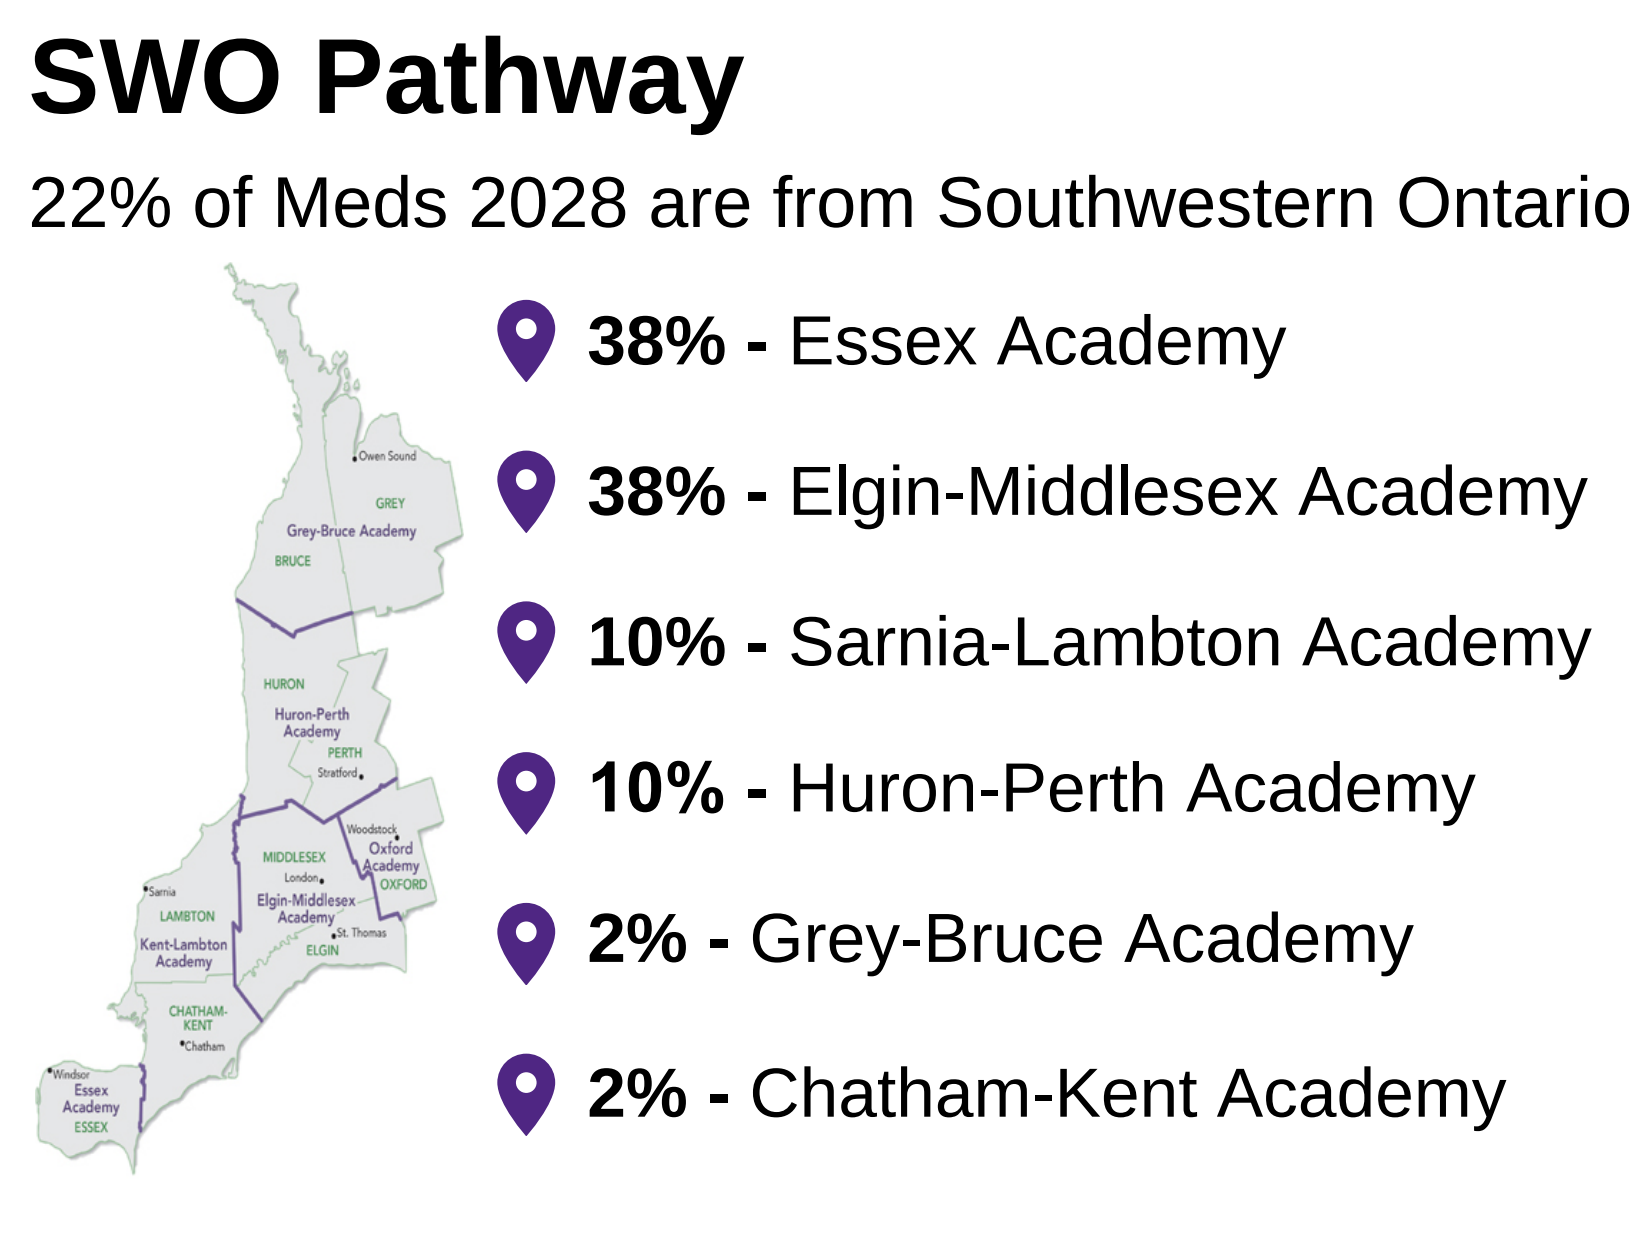 SWO Pathway
22% of Meds 2028 are from Southwestern Ontario
38% - Essex Academy
38% - Elgin-Middlesex Academy
10% - Sarnia-Lambton Academy
10% - Huron-Perth Academy
2% - Grey-Bruce Academy
2% - Chatham-Kent Academy
Owen Sound
GREY
Grey-Bruce Academy
BRUCE
HURON
Huron-Perth
Academy
PERTH
Stratford
Woodstock
Oxford
Academy
OXFORD
MIDDLESEX
London
Elgin-Middlesex
Academy
St. Thomas
ELGIN
Sarnia
LAMBTON
Kent-Lambton
Academy
CHATHAM-
KENT
Chatham
Windsor
Essex
Academy
ESSEX